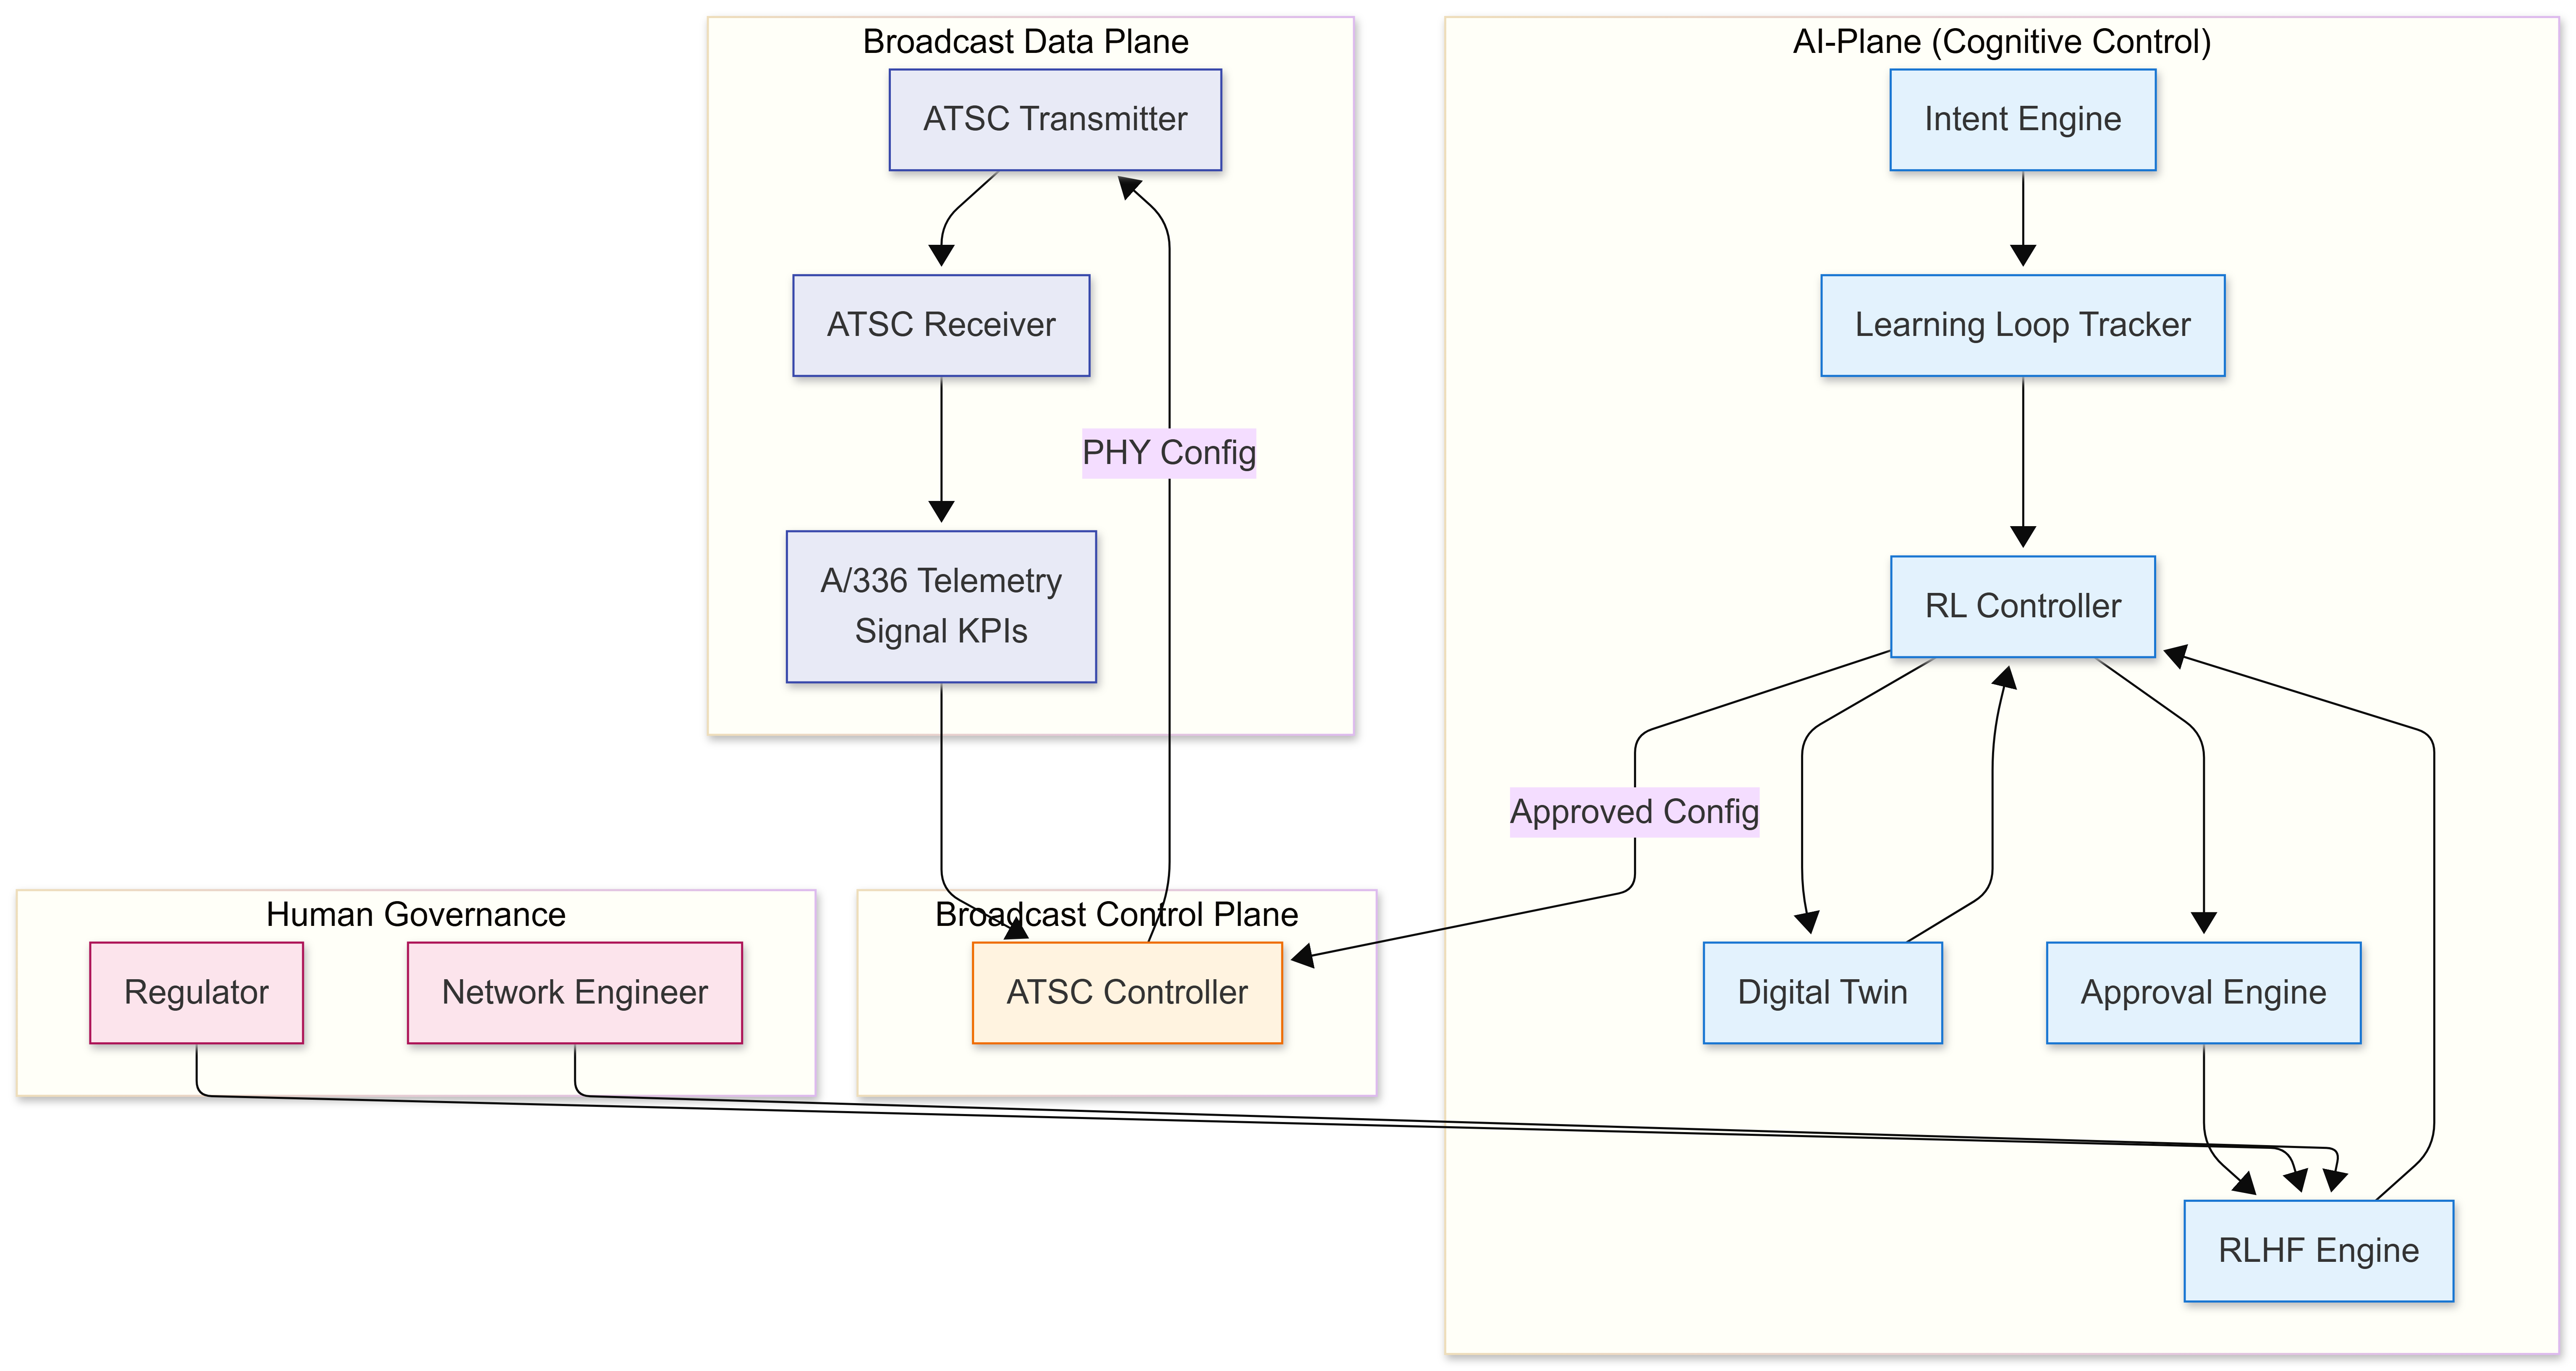 Broadcast Data Plane
ATSC Transmitter
ATSC Receiver
PHY Config
A/336 Telemetry
Signal KPIs
AI-Plane (Cognitive Control)
Intent Engine
Learning Loop Tracker
RL Controller
Approved Config
Digital Twin
Approval Engine
RLHF Engine
Human Governance
Regulator
Network Engineer
Broadcast Control Plane
ATSC Controller